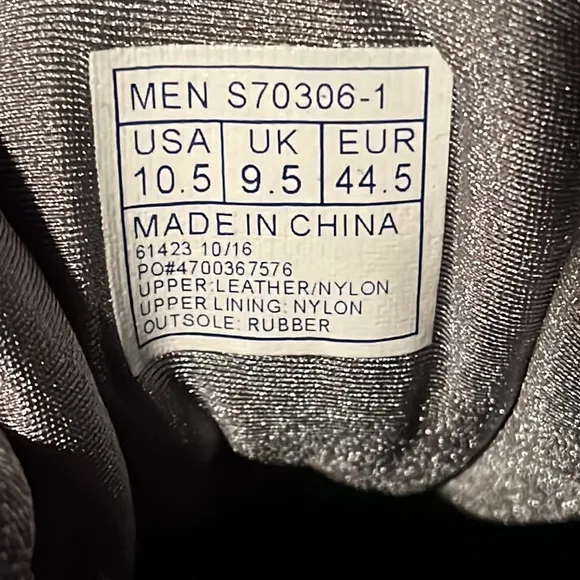 MEN S70306-1
USA UK EUR
10.5 9.5 44.5
MADE IN CHINA
61423 10/16
PO#4700367576
UPPER:LEATHER/NYLON
UPPER LINING: NYLON
OUTSOLE: RUBBER